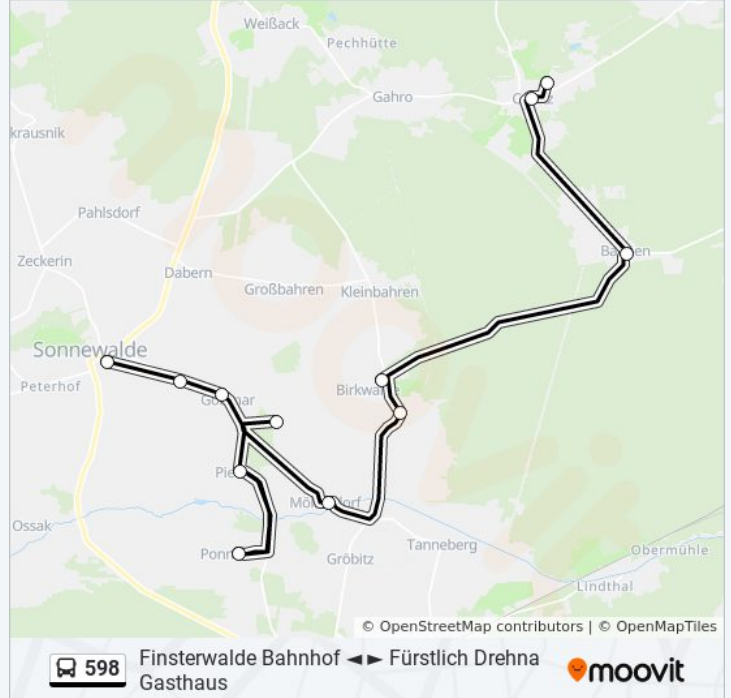 Weißack
Pechhütte
Gahro
krausnik
Pahlsdorf
Zeckerin
Dabern
Großbahren
Kleinbahren
Sonnewalde
Peterhof
Ossak
Gröbitz
Tanneberg
Obermühle
Lindthal
© OpenStreetMap contributors | © OpenMapTiles
598
Finsterwalde Bahnhof ◄ ► Fürstlich Drehna
Gasthaus
moovit